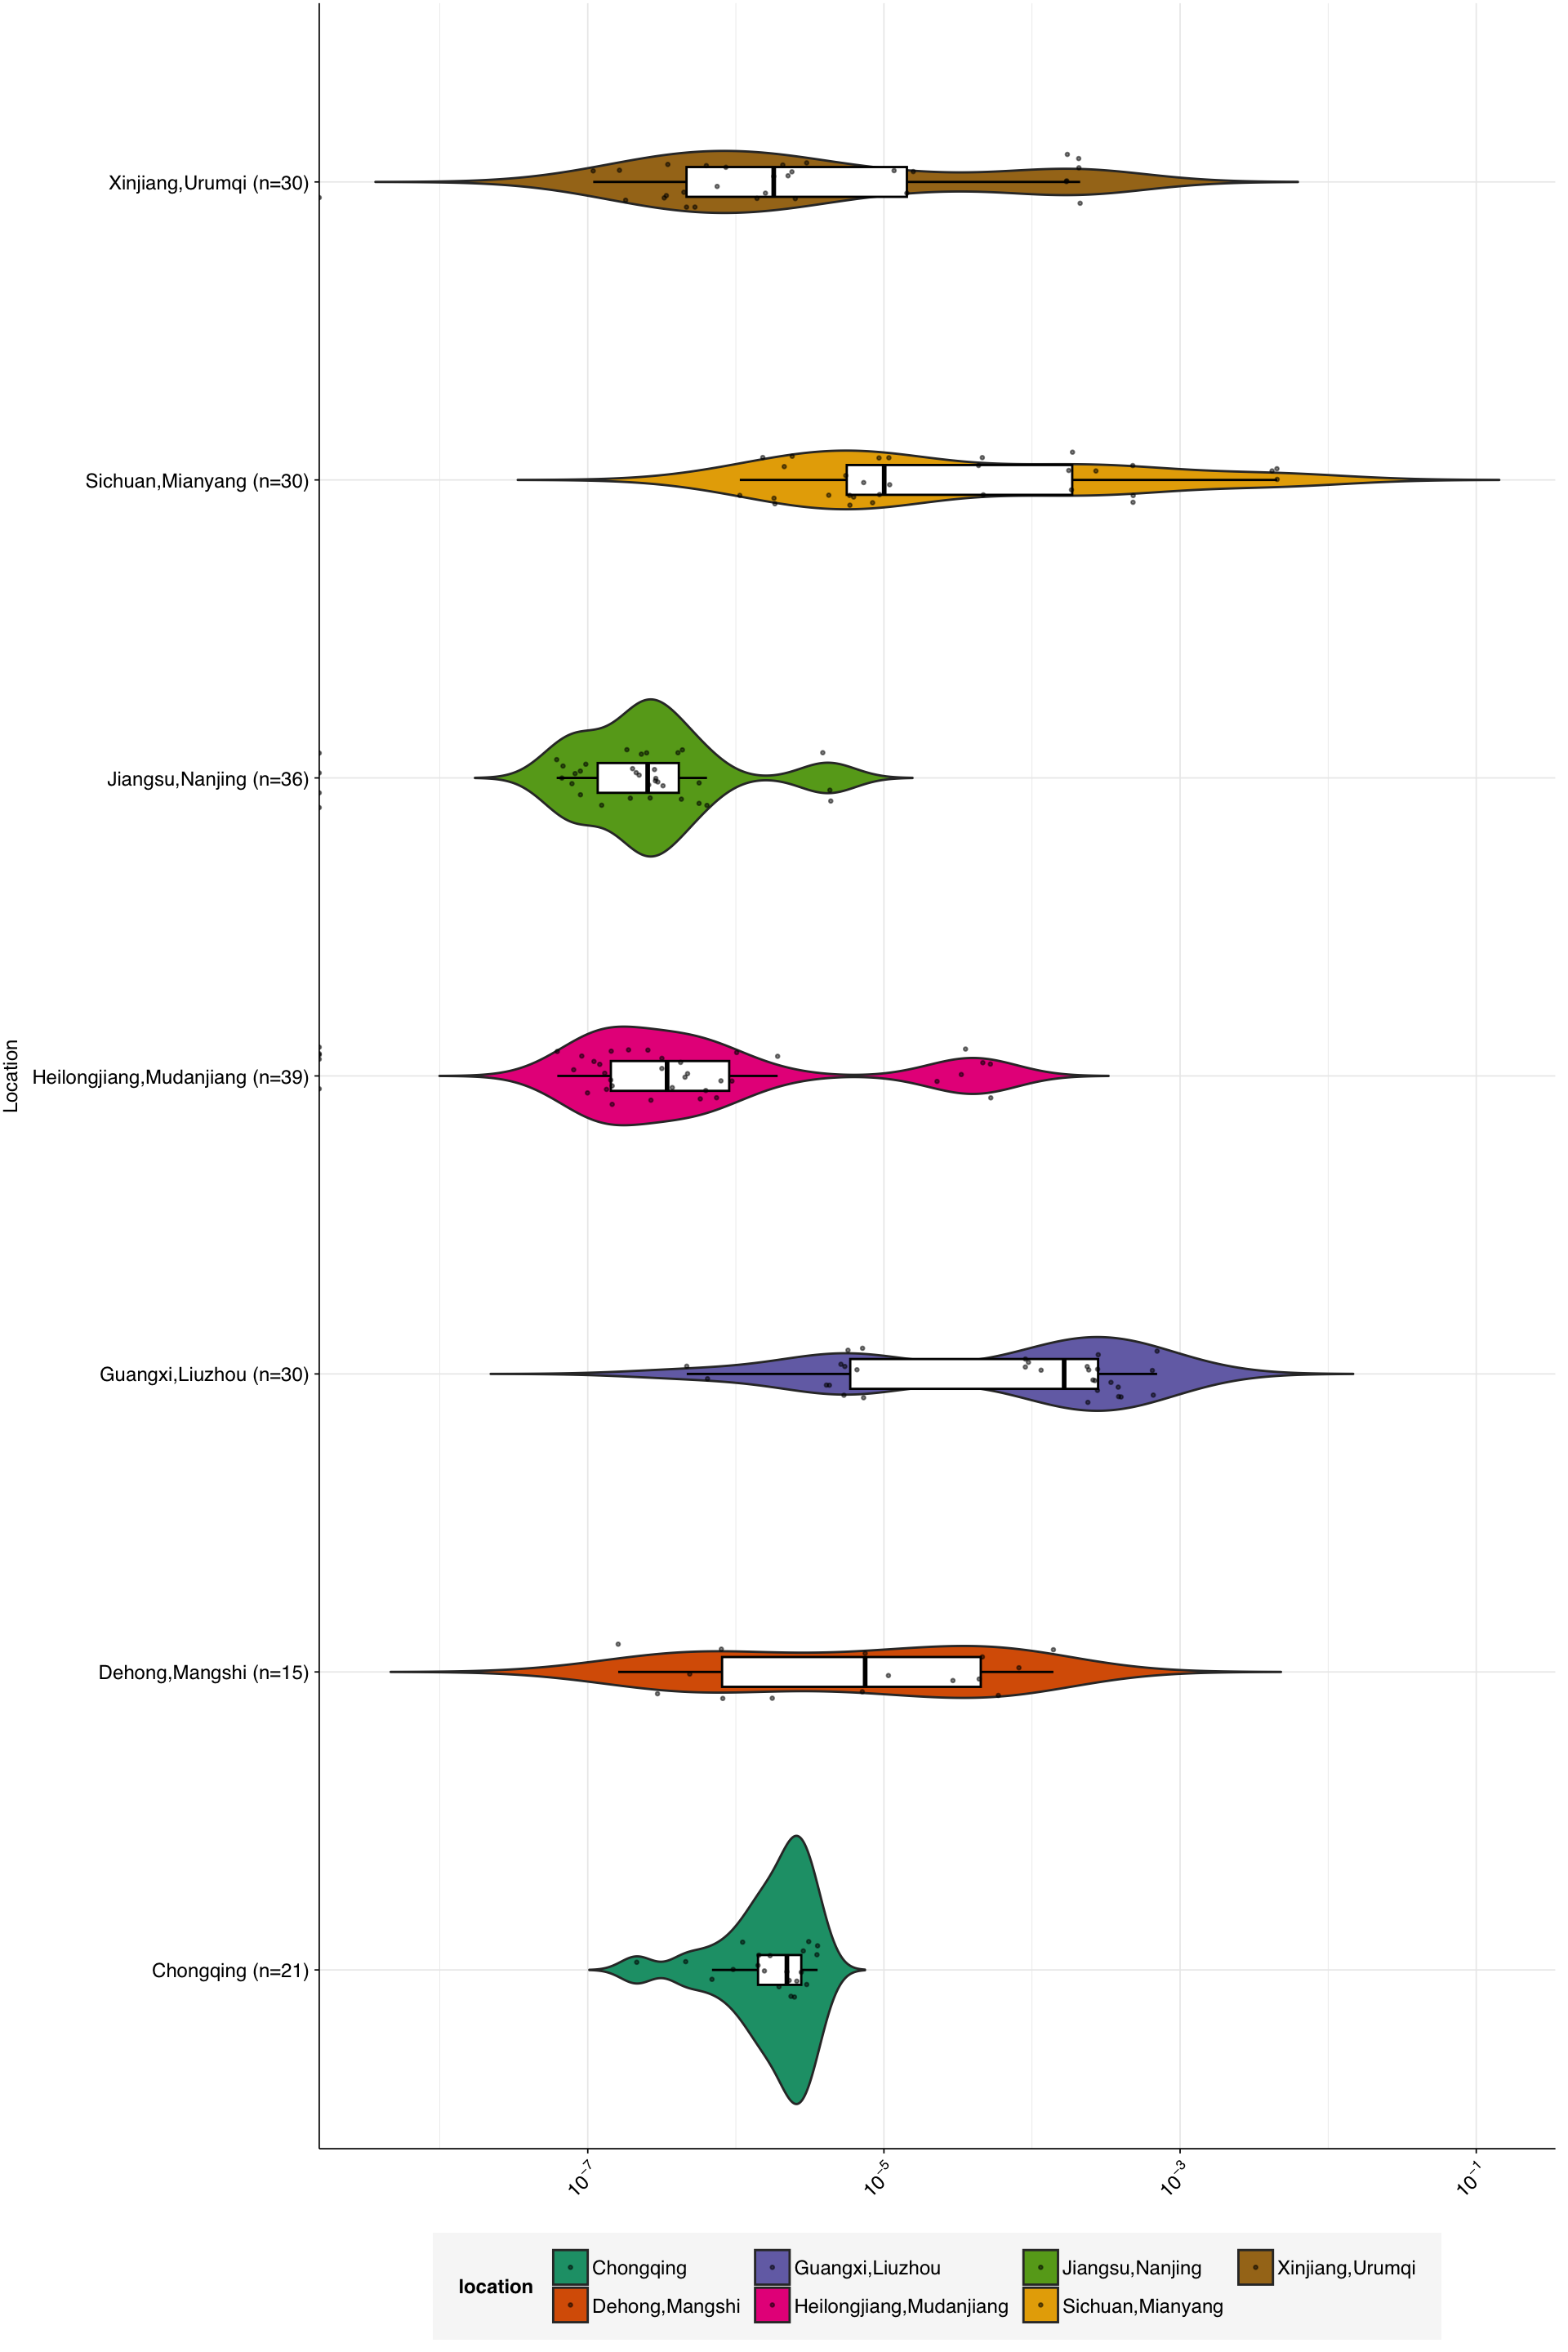 Location
Xinjiang,Urumqi (n=30)
Sichuan,Mianyang (n=30)
Jiangsu,Nanjing (n=36)
Heilongjiang,Mudanjiang (n=39)
Guangxi,Liuzhou (n=30)
Dehong,Mangshi (n=15)
Chongqing (n=21)
10⁻⁷ 10⁻⁵ 10⁻³ 10⁻¹
location
Chongqing Guangxi,Liuzhou Jiangsu,Nanjing Xinjiang,Urumqi
Dehong,Mangshi Heilongjiang,Mudanjiang Sichuan,Mianyang